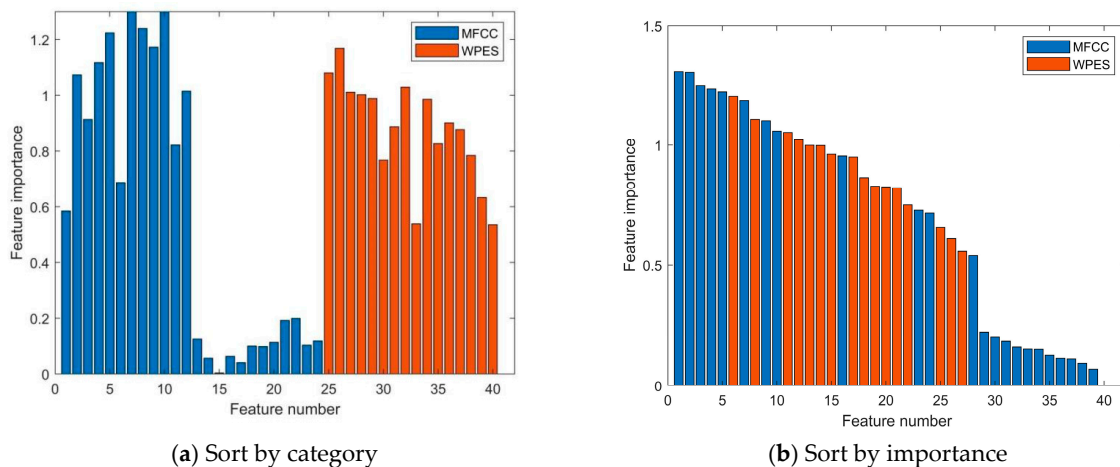 1.2
1
0.8
0.6
0.4
0.2
0
Feature importance
MFCC
WPES
0 5 10 15 20 25 30 35 40
Feature number
(a) Sort by category
1.5
1
0.5
0
Feature importance
MFCC
WPES
0 5 10 15 20 25 30 35 40
Feature number
(b) Sort by importance